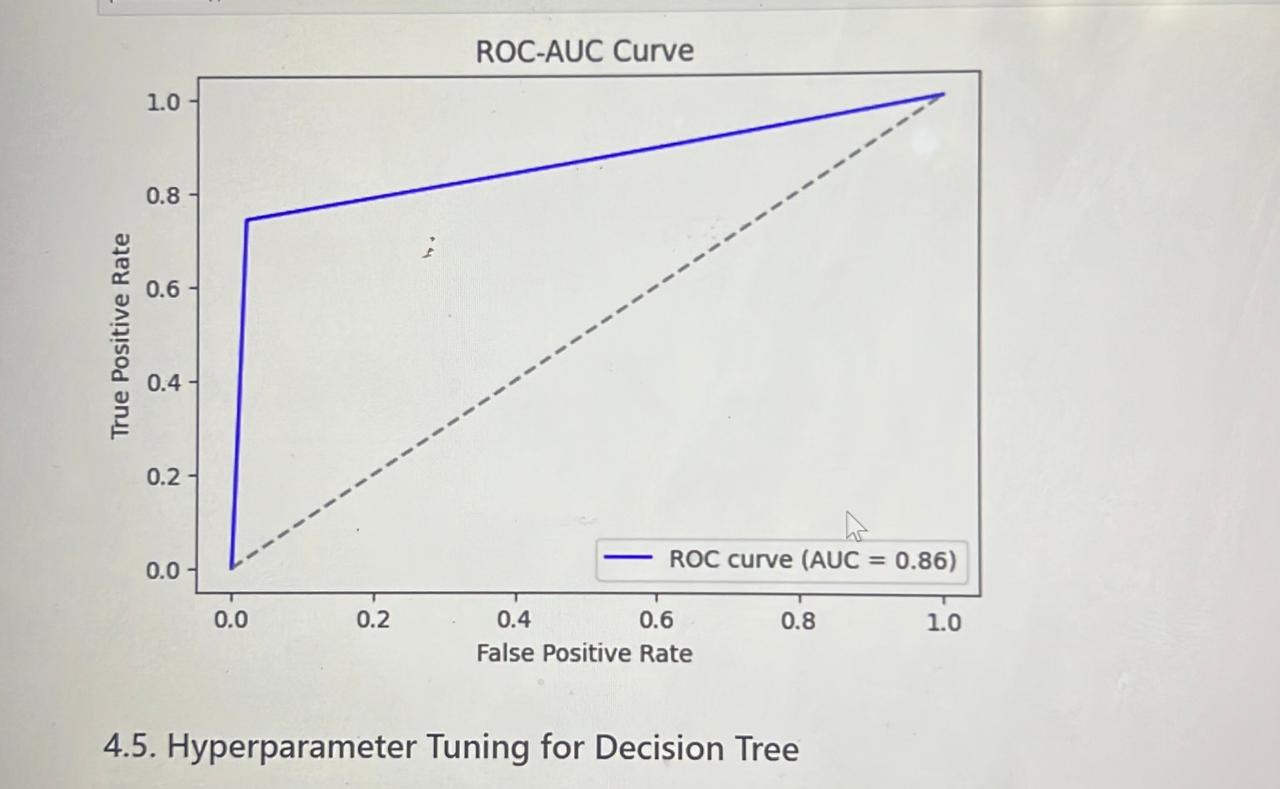 ROC-AUC Curve
1.0
0.8
0.6
0.4
0.2
0.0
True Positive Rate
ROC curve (AUC = 0.86)
0.0 0.2 0.4 0.6 0.8 1.0
False Positive Rate
4.5. Hyperparameter Tuning for Decision Tree